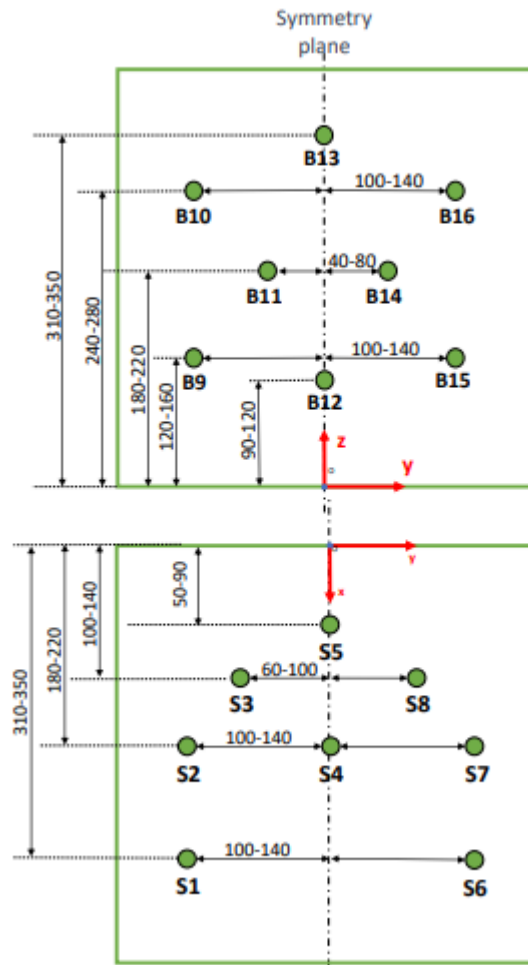 Symmetry
plane
B13
100-140
B10
B16
40-80
B11
B14
310-350
240-280
180-220
120-160
100-140
B9
B15
B12
90-120
z
y
y
x
50-90
100-140
180-220
310-350
S5
60-100
S3
S8
100-140
S2
S4
S7
100-140
S1
S6